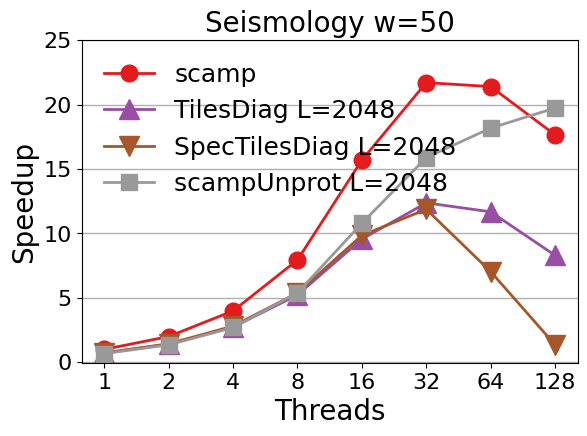 Seismology w=50
25
20
15
10
5
0
Speedup
scamp
TilesDiag L=2048
SpecTilesDiag L=2048
scampUnprot L=2048
1 2 4 8 16 32 64 128
Threads